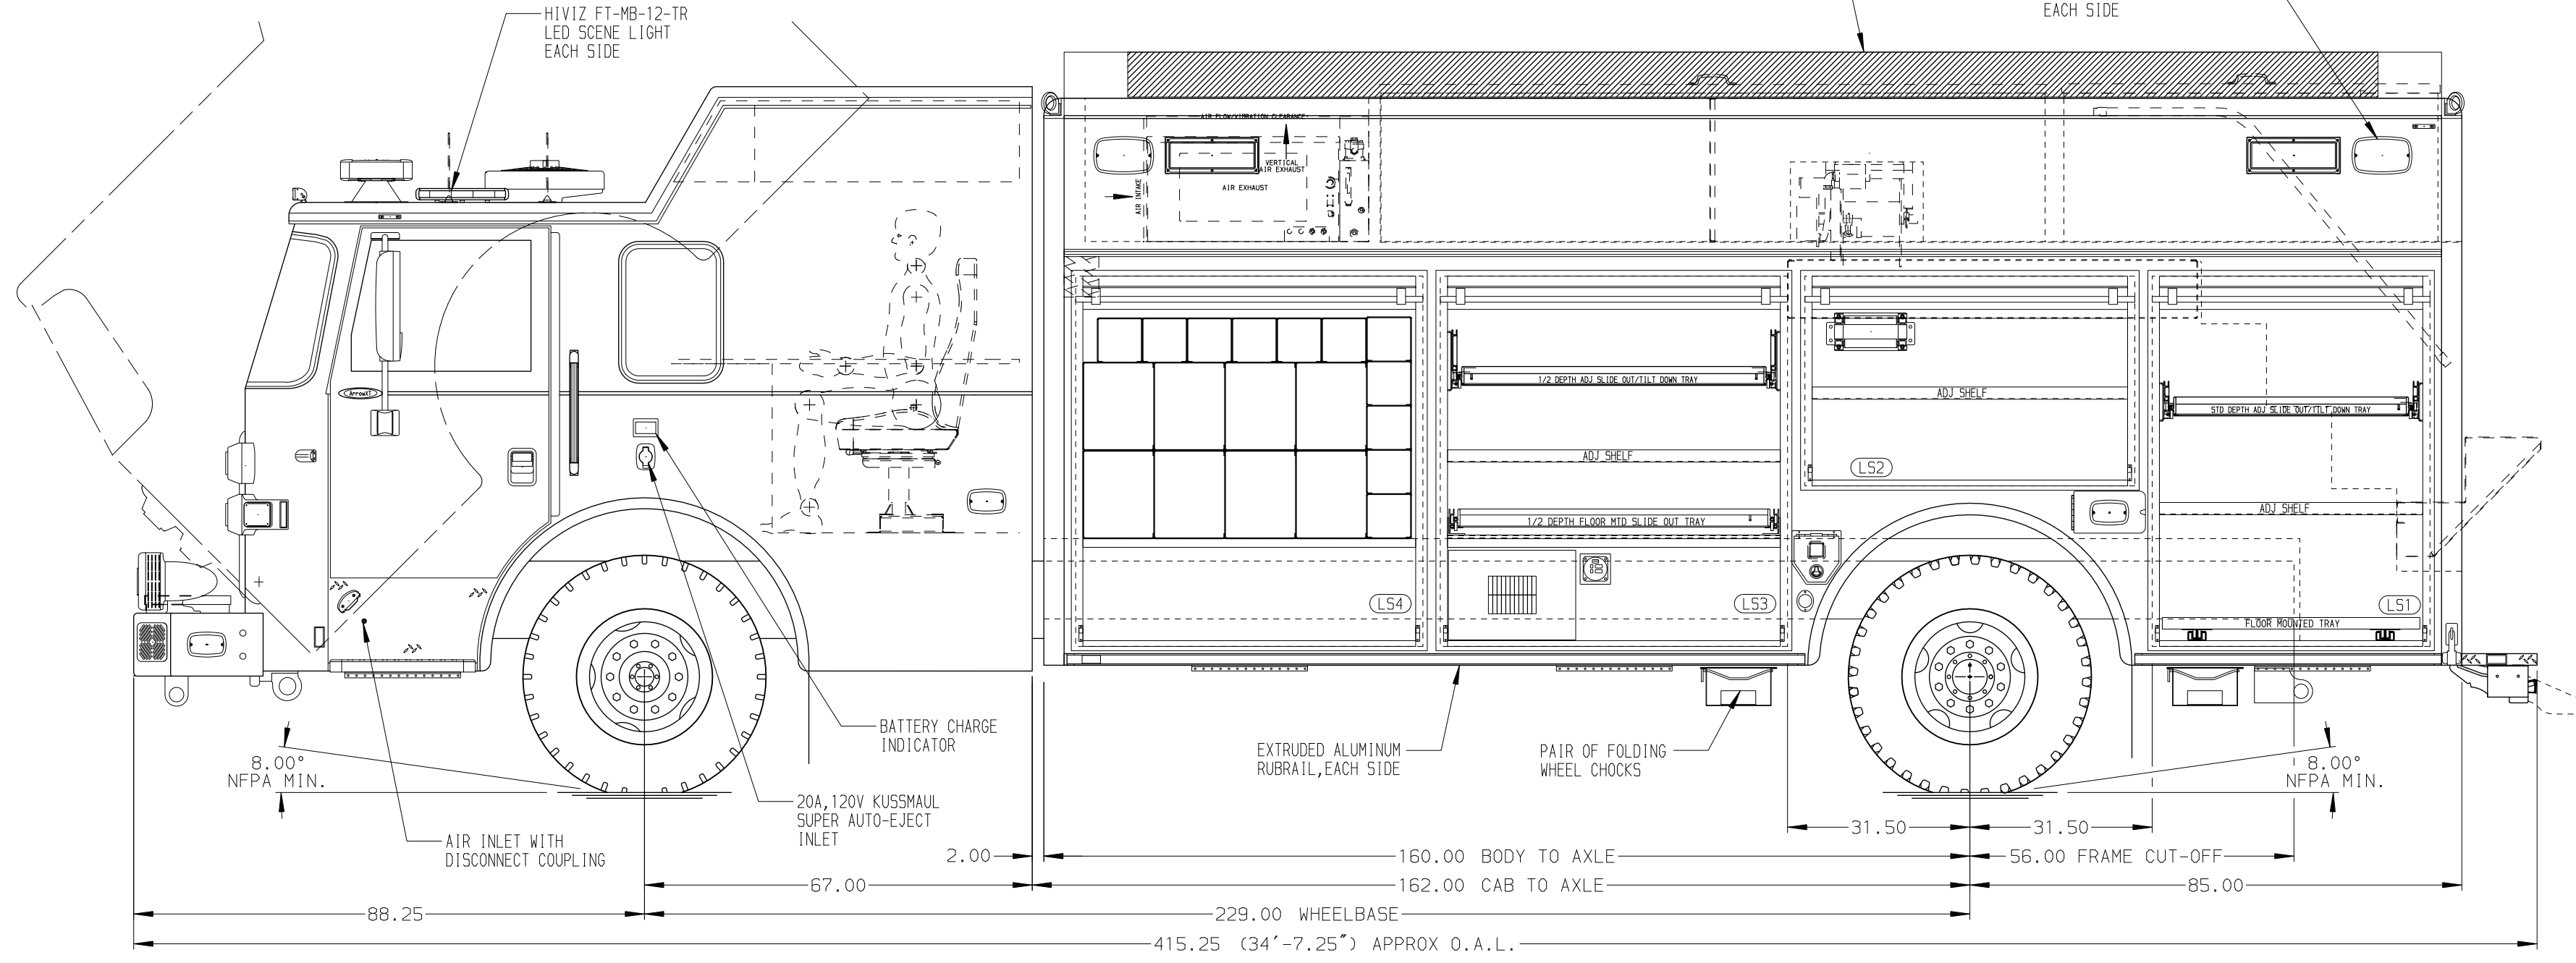 HIVIZ FT-MB-12-TR
LED SCENE LIGHT
EACH SIDE
EACH SIDE
AIR FLOW/VIBRATION CLEARANCE
VERTICAL
AIR EXHAUST
AIR EXHAUST
AIR INTAKE
ArrowXT
1/2 DEPTH ADJ SLIDE OUT/TILT DOWN TRAY
ADJ SHELF
STD DEPTH ADJ SLIDE OUT/TILT DOWN TRAY
ADJ SHELF
LS2
1/2 DEPTH FLOOR MTD SLIDE OUT TRAY
ADJ SHELF
LS4
LS3
LS1
FLOOR MOUNTED TRAY
BATTERY CHARGE
INDICATOR
EXTRUDED ALUMINUM
RUBRAIL,EACH SIDE
PAIR OF FOLDING
WHEEL CHOCKS
8.00°
NFPA MIN.
8.00°
NFPA MIN.
20A,120V KUSSMAUL
SUPER AUTO-EJECT
INLET
AIR INLET WITH
DISCONNECT COUPLING
31.50
31.50
2.00
160.00 BODY TO AXLE
56.00 FRAME CUT-OFF
67.00
162.00 CAB TO AXLE
85.00
88.25
229.00 WHEELBASE
415.25 (34'-7.25") APPROX O.A.L.